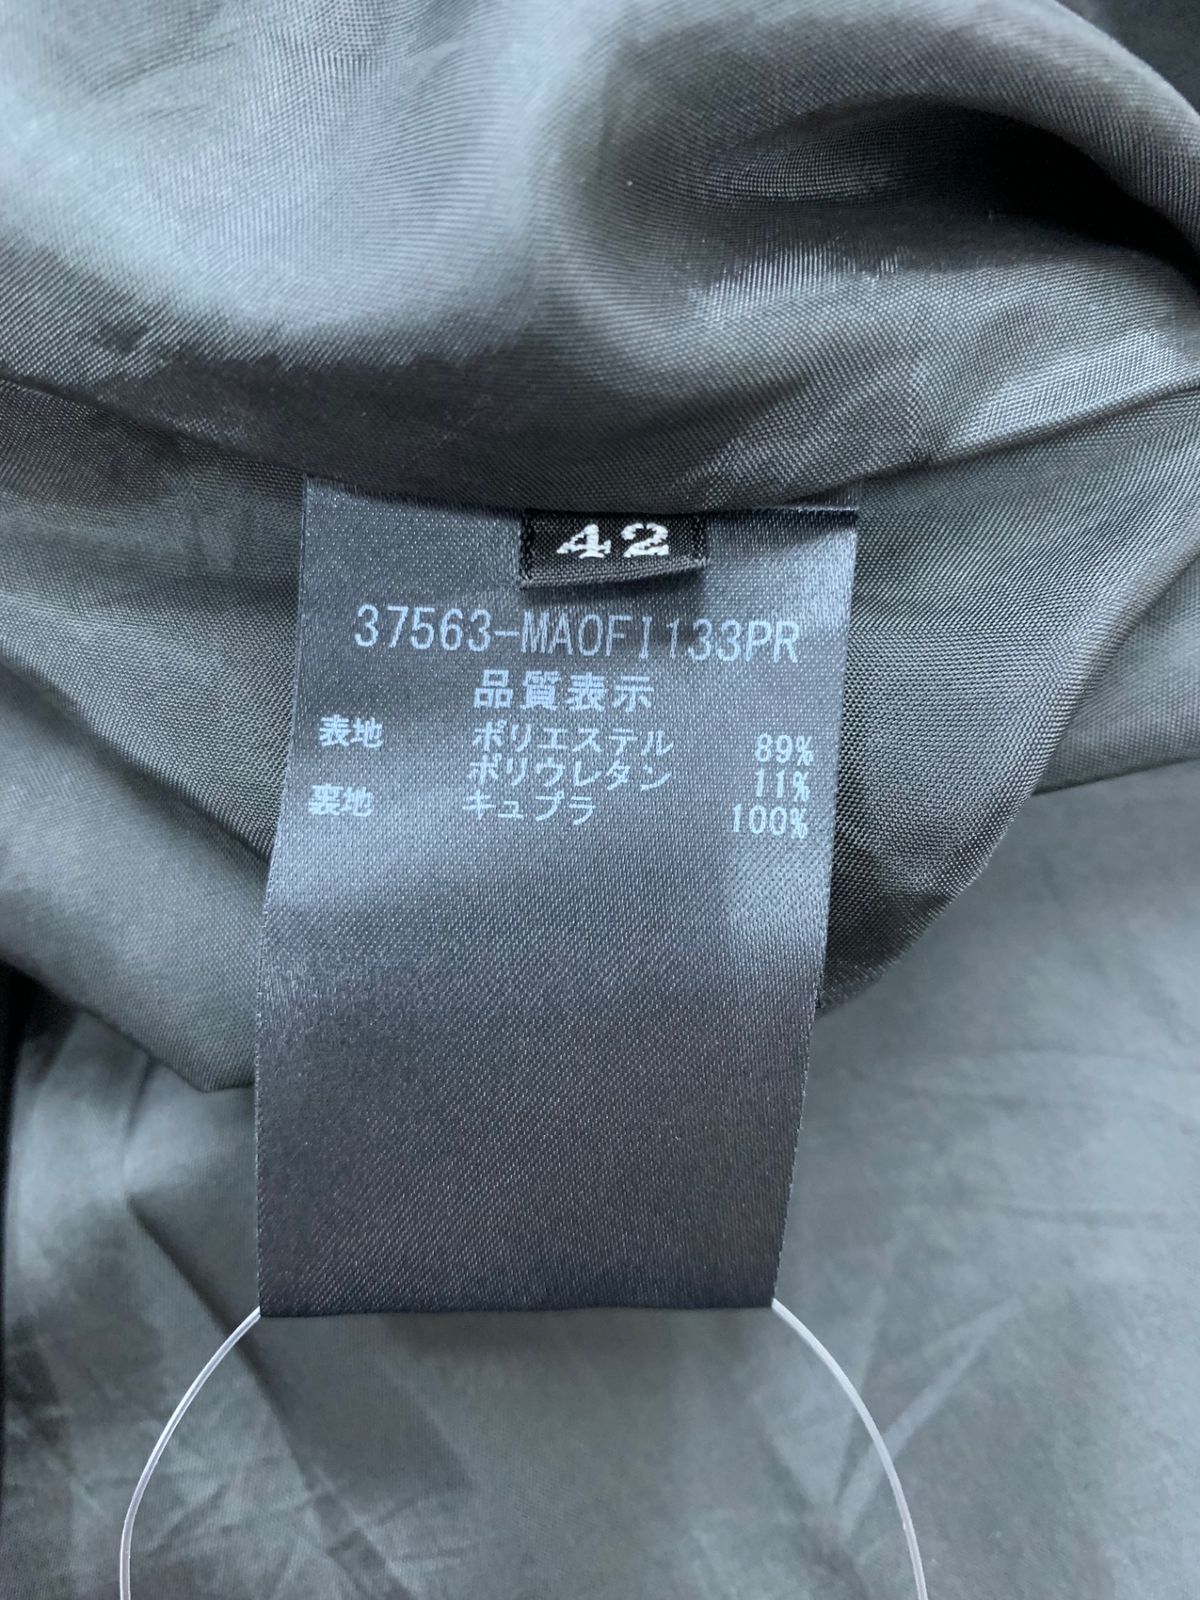 42
37563-MAOFI133PR
品質表示
表地 ポリエステル 89%
ポリウレタン 11%
裏地 キュプラ 100%